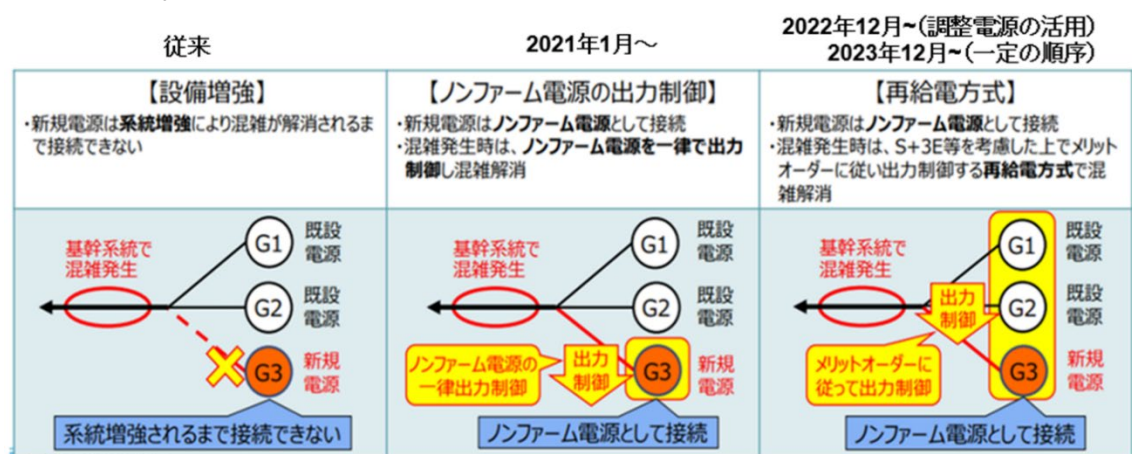 従来
2021年1月～
2022年12月~(調整電源の活用)
2023年12月~(一定の順序)
【設備増強】
・新規電源は系統増強により混雑が解消されるま
で接続できない
【ノンファーム電源の出力制御】
・新規電源はノンファーム電源として接続
・混雑発生時は、ノンファーム電源を一律で出力
制御し混雑解消
【再給電方式】
・新規電源はノンファーム電源として接続
・混雑発生時は、S+3E等を考慮した上でメリット
オーダーに従い出力制御する再給電方式で混
雑解消
基幹系統で
混雑発生
G1
既設
電源
G2
既設
電源
G3
新規
電源
系統増強されるまで接続できない
基幹系統で
混雑発生
G1
既設
電源
G2
既設
電源
ノンファーム電源の
一律出力制御
出力
制御
G3
新規
電源
ノンファーム電源として接続
基幹系統で
混雑発生
G1
既設
電源
出力
制御
G2
既設
電源
メリットオーダーに
従って出力制御
G3
新規
電源
ノンファーム電源として接続